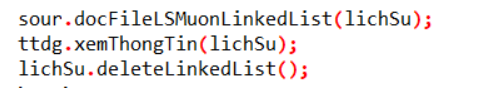 sour.docFileLSMuonLinkedList(lichSu);
ttdg.xemThongTin(lichSu);
lichSu.deleteLinkedList();